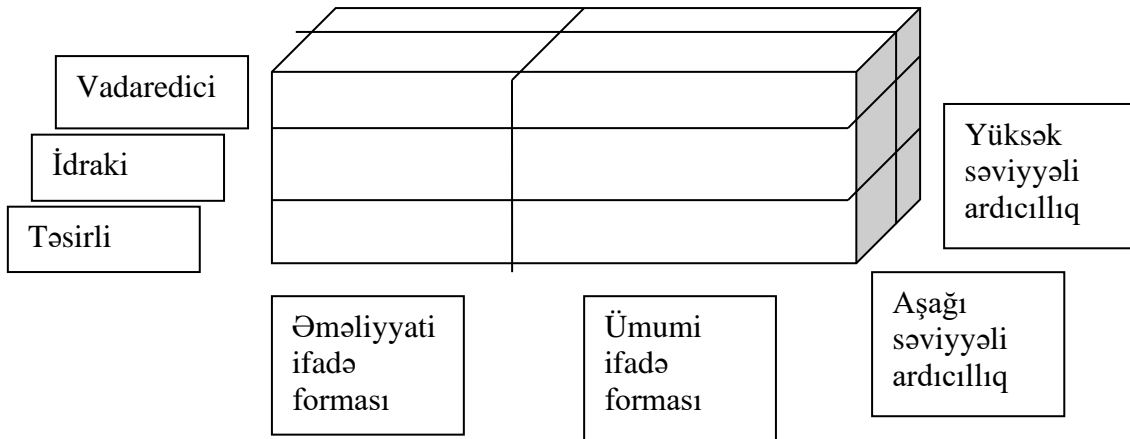 Vadaredici
İdraki
Təsirli
Yüksək
səviyyəli
ardıcıllıq
Əməliyyati
ifadə
forması
Ümumi
ifadə
forması
Aşağı
səviyyəli
ardıcıllıq